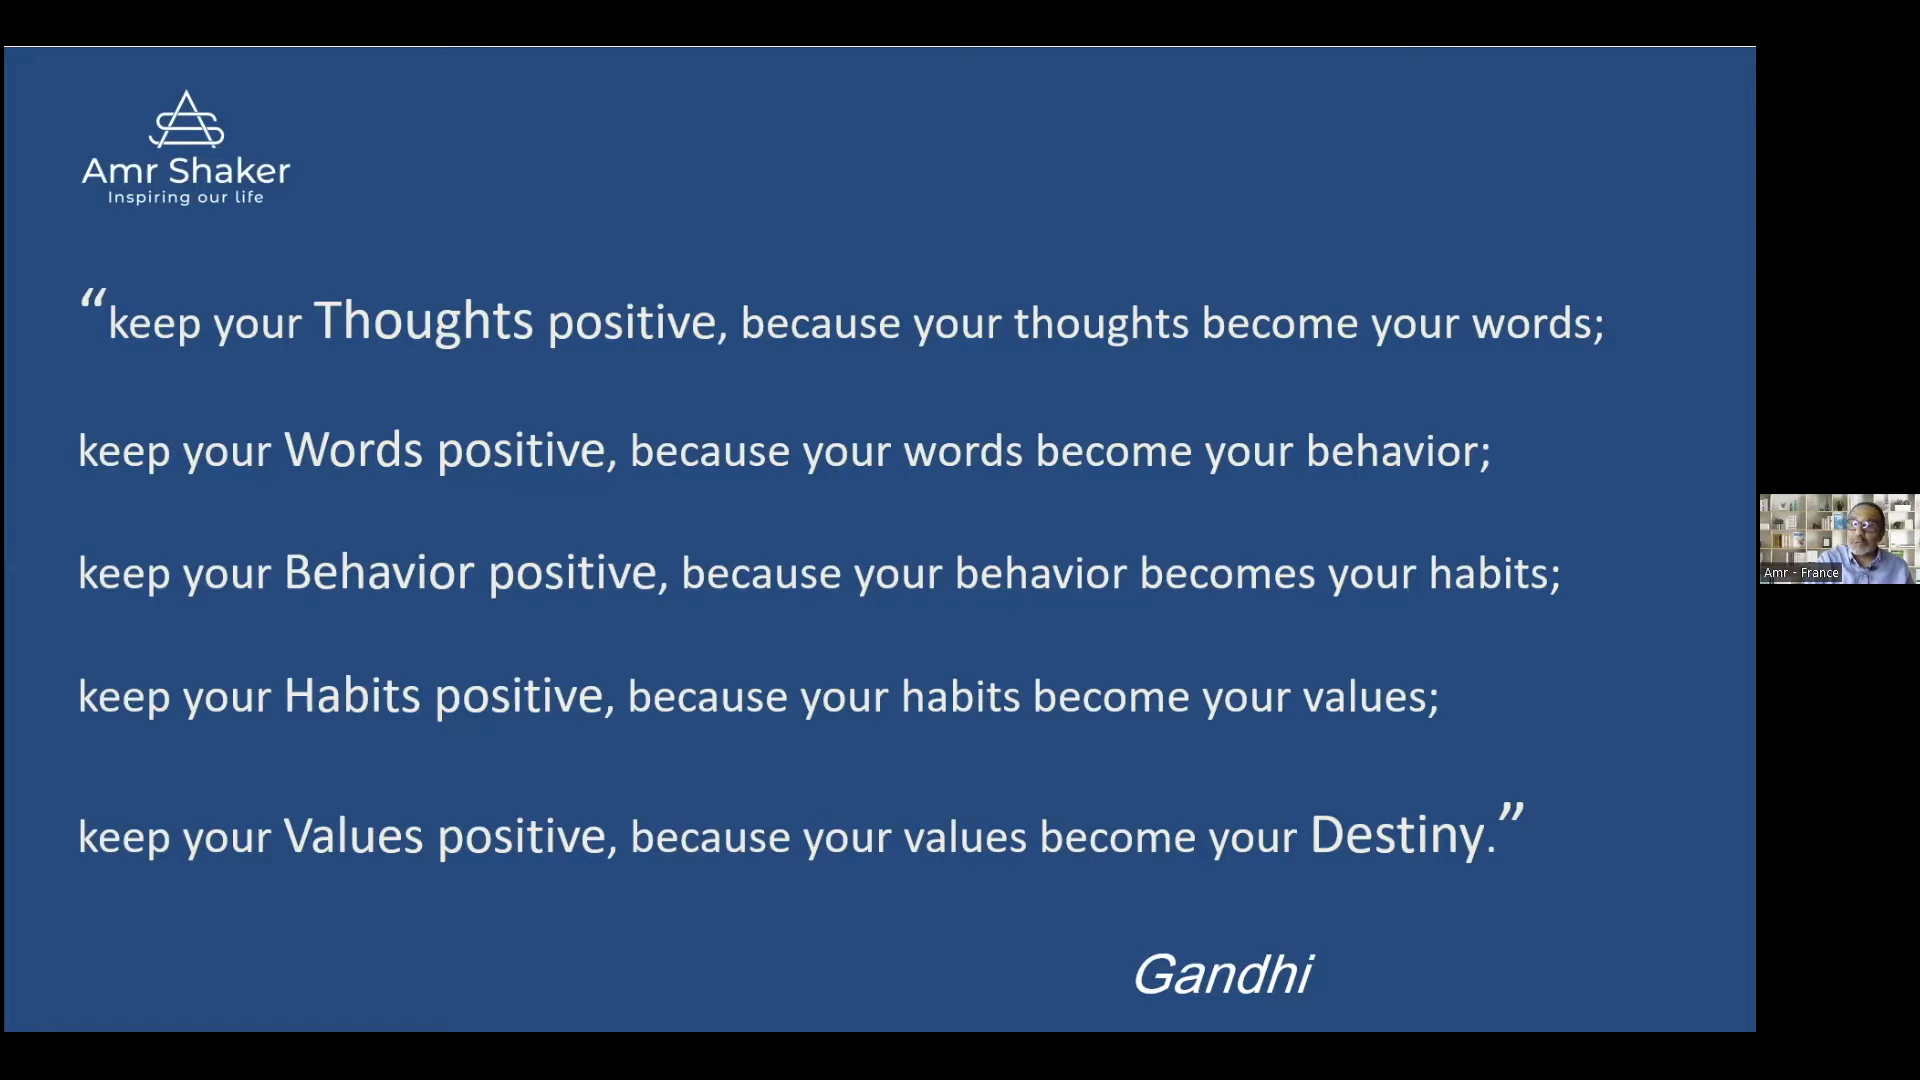 Amr Shaker
Inspiring our life
“keep your Thoughts positive, because your thoughts become your words;
keep your Words positive, because your words become your behavior;
keep your Behavior positive, because your behavior becomes your habits;
keep your Habits positive, because your habits become your values;
keep your Values positive, because your values become your Destiny.”
Gandhi
Amr - France